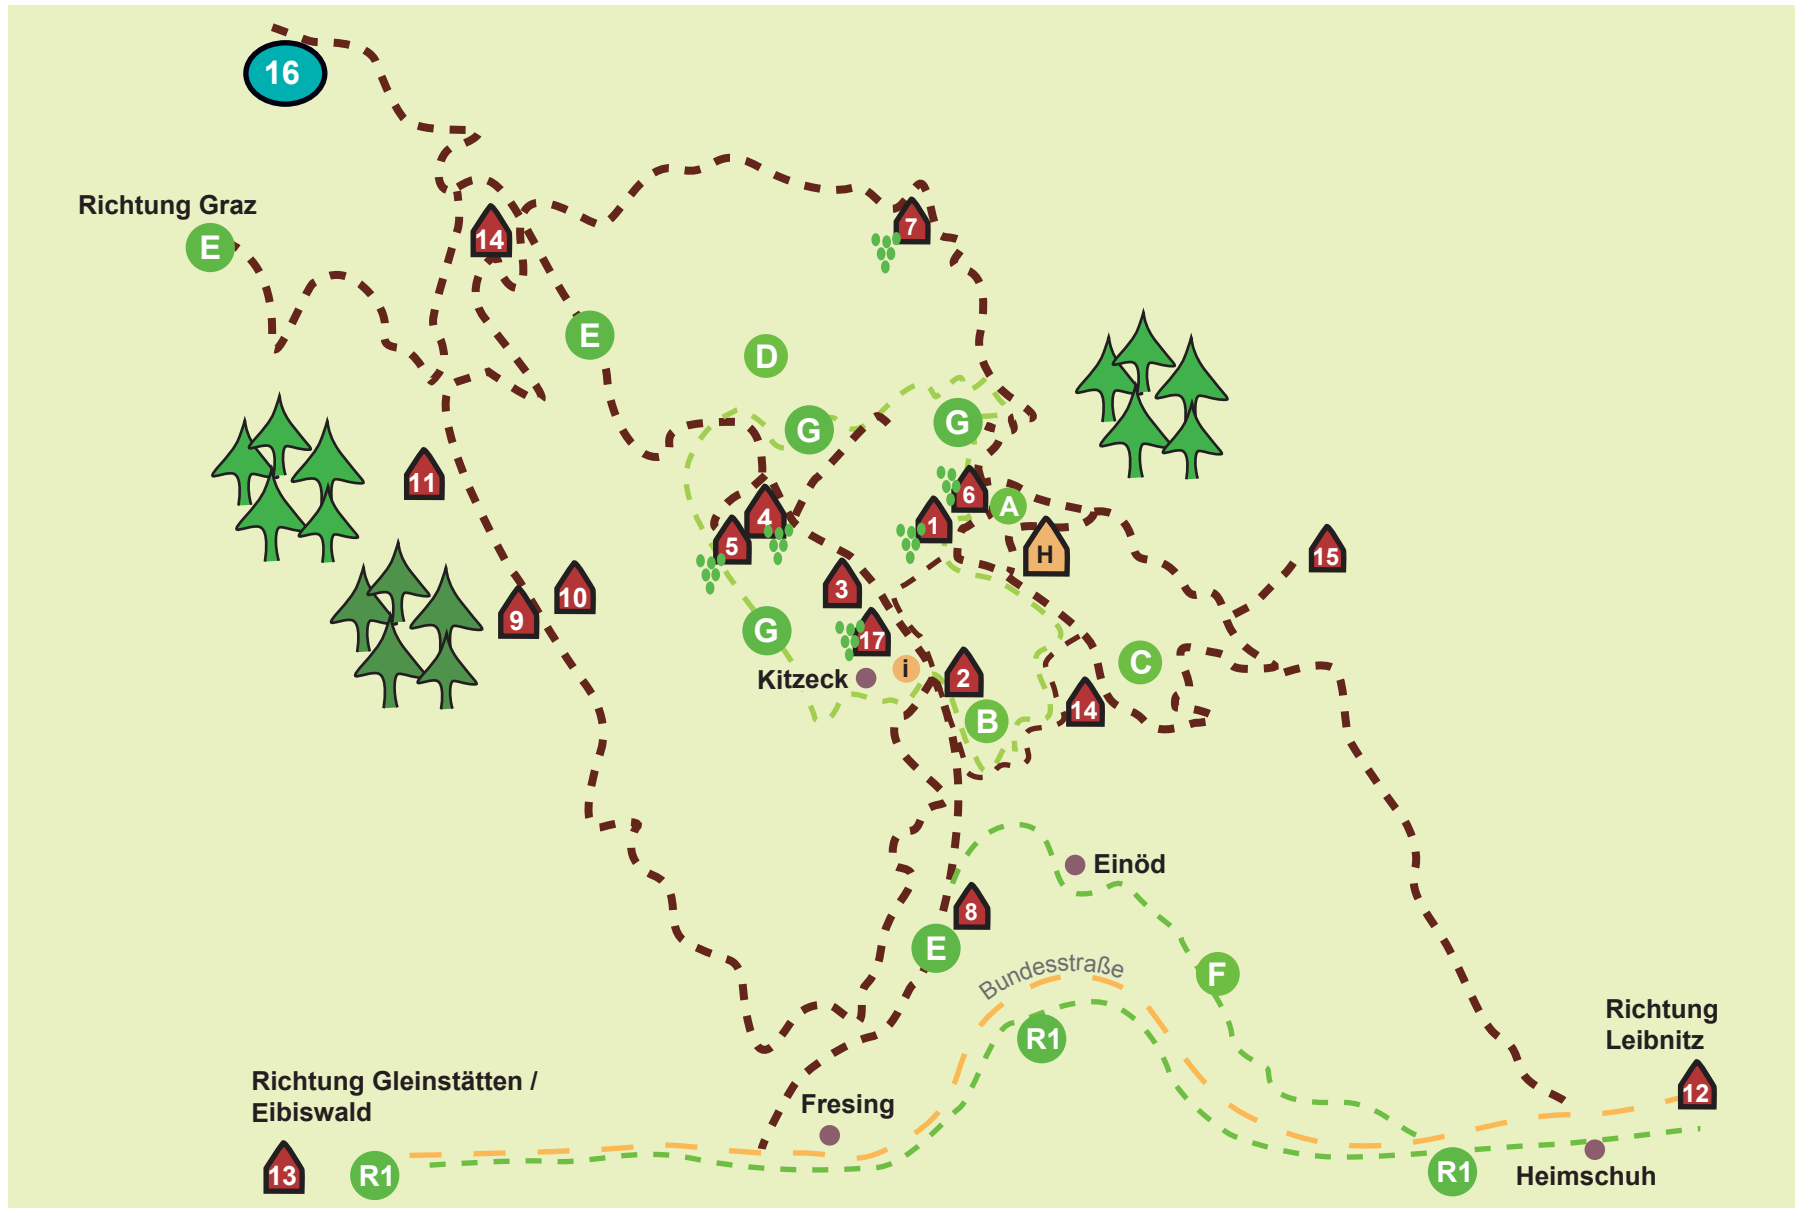 16
Richtung Graz
E
14
7
E
D
G
G
11
6
A
4
1
5
H
15
3
10
9
17
G
C
Kitzeck
i
2
14
B
Einöd
8
E
Bundesstraße
F
R1
Richtung
Leibnitz
12
Richtung Gleinstätten /
Eibiswald
Fresing
13
R1
R1
Heimschuh